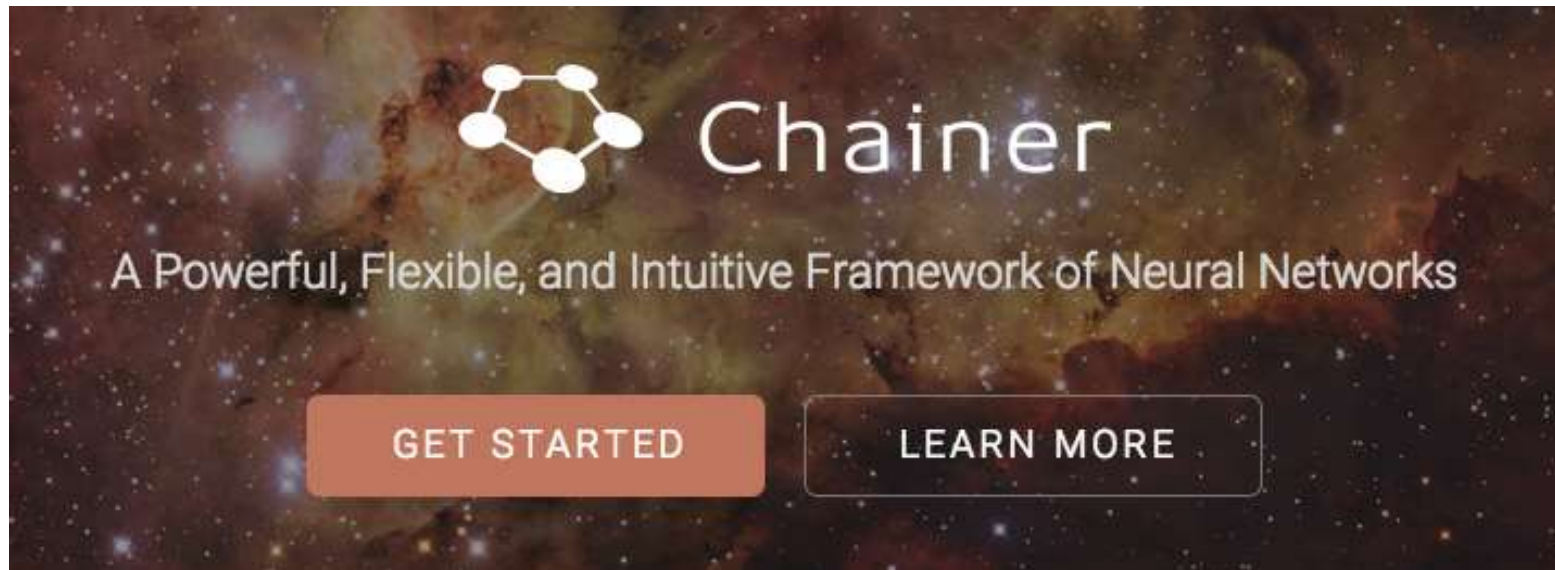 Chainer
A Powerful, Flexible, and Intuitive Framework of Neural Networks
GET STARTED
LEARN MORE